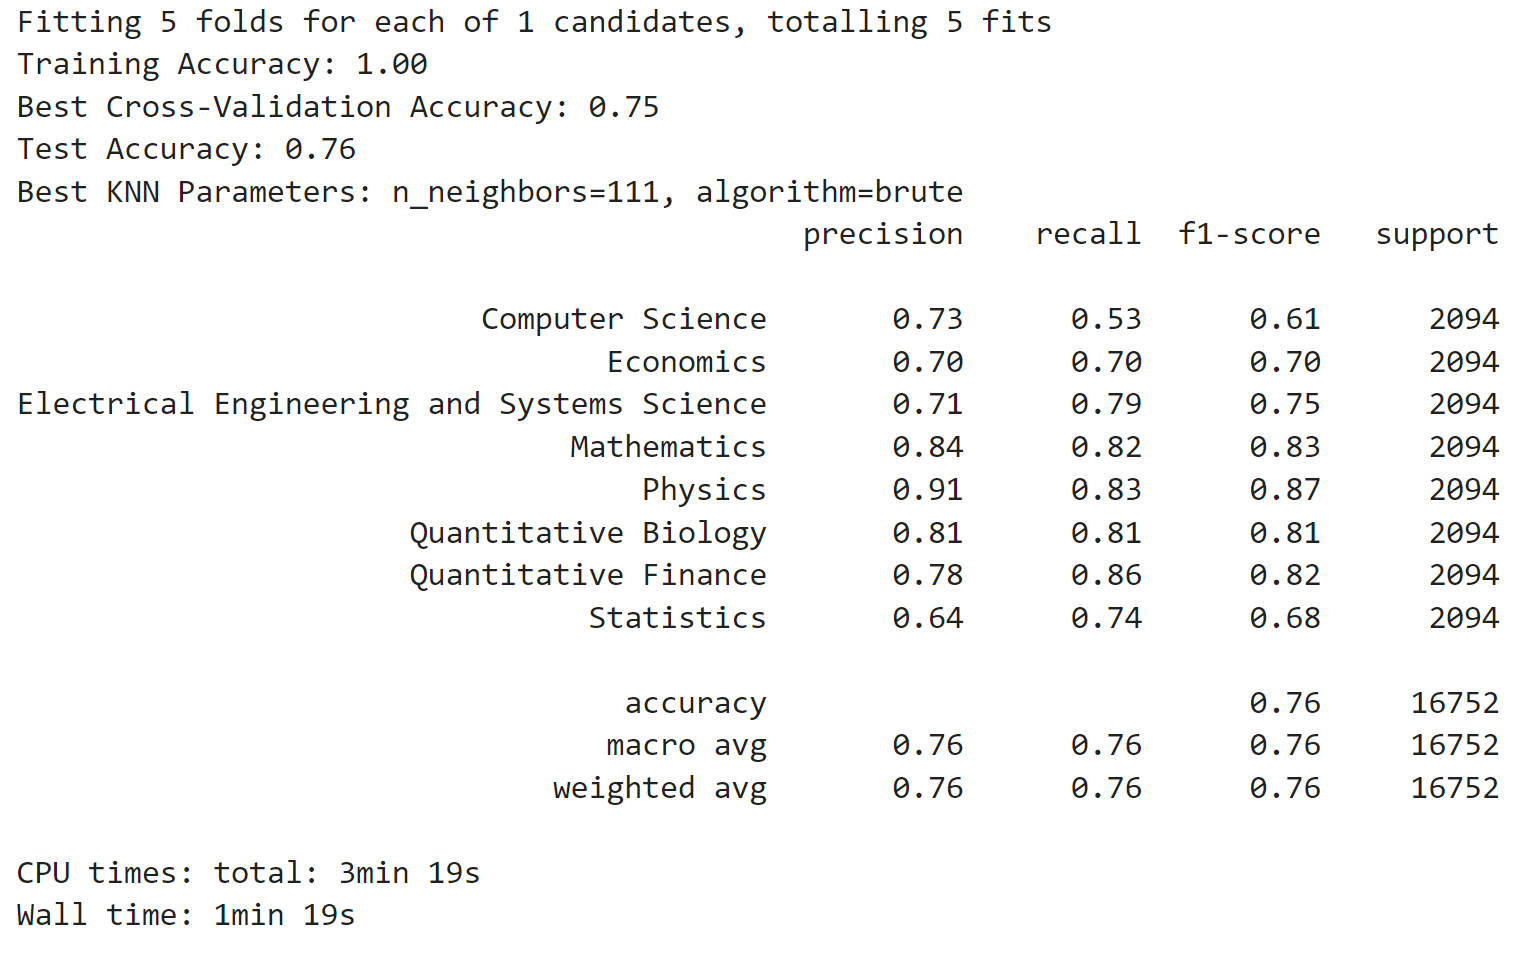 Fitting 5 folds for each of 1 candidates, totalling 5 fits
Training Accuracy: 1.00
Best Cross-Validation Accuracy: 0.75
Test Accuracy: 0.76
Best KNN Parameters: n_neighbors=111, algorithm=brute
precision recall f1-score support
Computer Science 0.73 0.53 0.61 2094
Economics 0.70 0.70 0.70 2094
Electrical Engineering and Systems Science 0.71 0.79 0.75 2094
Mathematics 0.84 0.82 0.83 2094
Physics 0.91 0.83 0.87 2094
Quantitative Biology 0.81 0.81 0.81 2094
Quantitative Finance 0.78 0.86 0.82 2094
Statistics 0.64 0.74 0.68 2094
accuracy 0.76 16752
macro avg 0.76 0.76 0.76 16752
weighted avg 0.76 0.76 0.76 16752
CPU times: total: 3min 19s
Wall time: 1min 19s